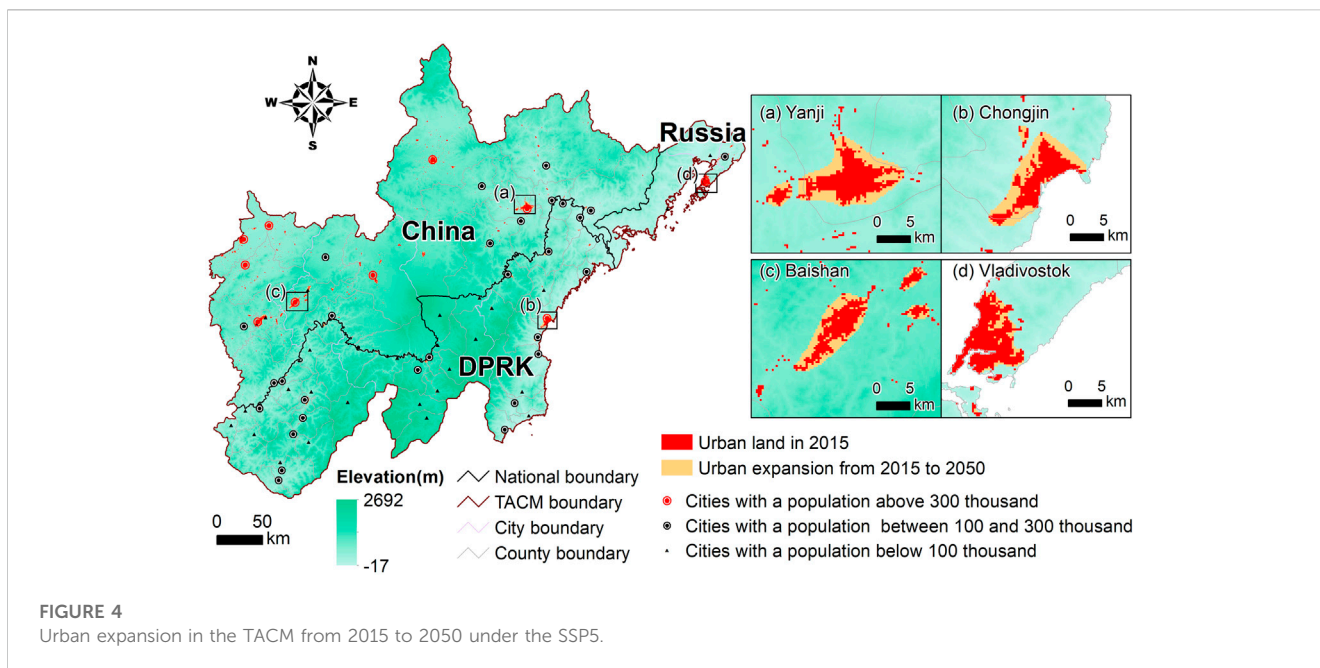 N
W E
S
Russia
(d)
(a)
China
(c)
(b)
DPRK
(a) Yanji
0 5
km
(b) Chongjin
0 5
km
(c) Baishan
0 5
km
(d) Vladivostok
0 5
km
Urban land in 2015
Urban expansion from 2015 to 2050
Elevation(m)
2692
-17
0 50
km
National boundary
TACM boundary
City boundary
County boundary
Cities with a population above 300 thousand
Cities with a population between 100 and 300 thousand
Cities with a population below 100 thousand
FIGURE 4
Urban expansion in the TACM from 2015 to 2050 under the SSP5.